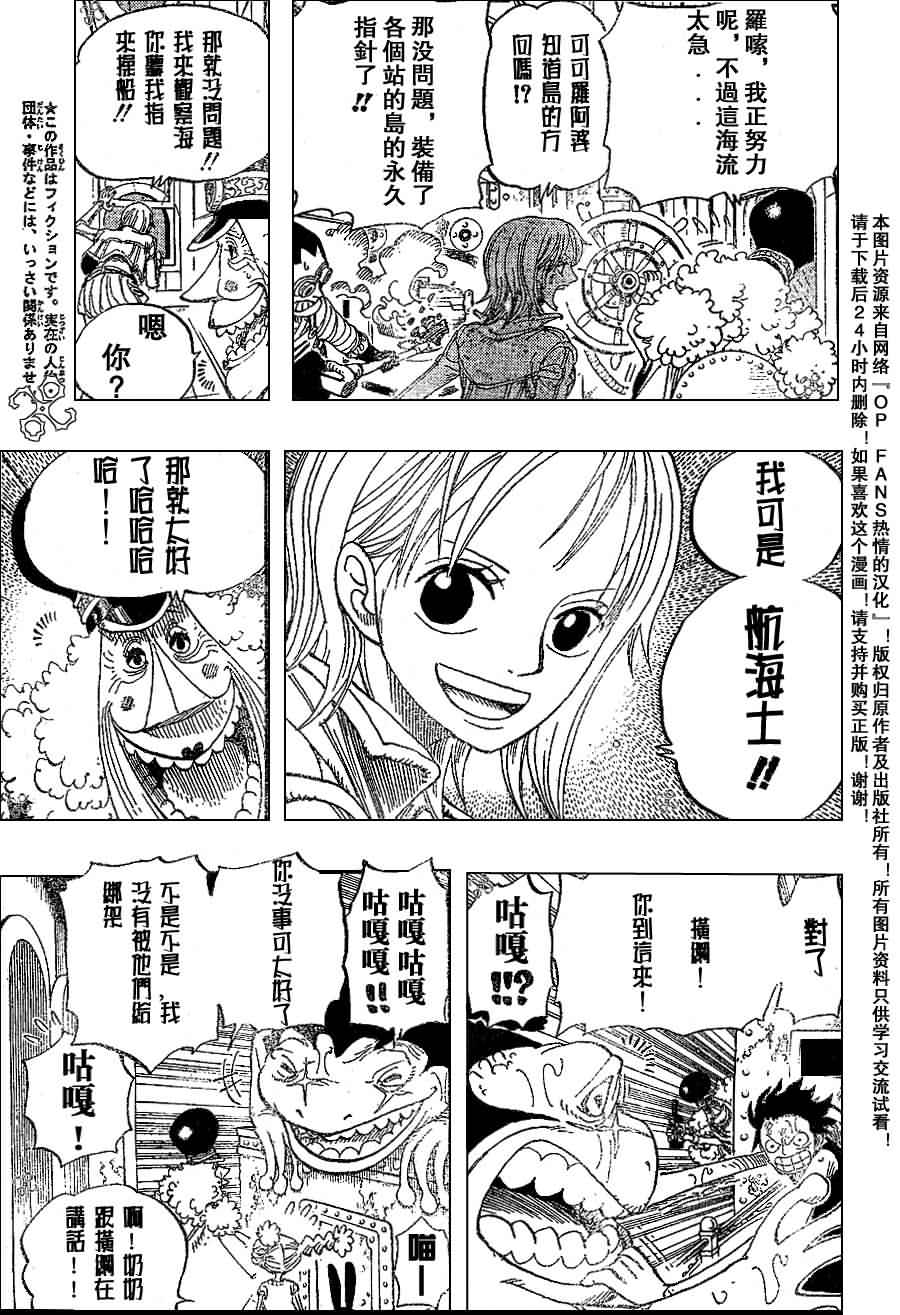 羅嗦，我正努力
呢，不過這海流
太急．．．
可可羅阿婆
知道島的方
向嗎!?
那没問題，裝備了
各個站的島的永久
指針了!!
那就没問題!!
我來觀察海
你聽我指
來握船!!
嗯
你？
★この作品はフィクションです。実在の人物
団体・事件などには、いっさい関係ありませ
我可是
航海士!!
那就太好
了哈哈哈
哈!!
對了
橫綱!
你到這來!
咕嘎!!?
咕嘎咕嘎
咕嘎嘎!!
你没事可太好了
不是不是,我
没有被他們給
綁架
咕嘎!
喵ー
啊!奶奶
跟橫綱在
講話!!
本图片资源来自网络『OP FANS热情的汉化』!版权归原作者及出版社所有!所有图片资料只供学习交流试看!
请于下载后24小时内删除!如果喜欢这个漫画!请支持并购买正版!谢谢!